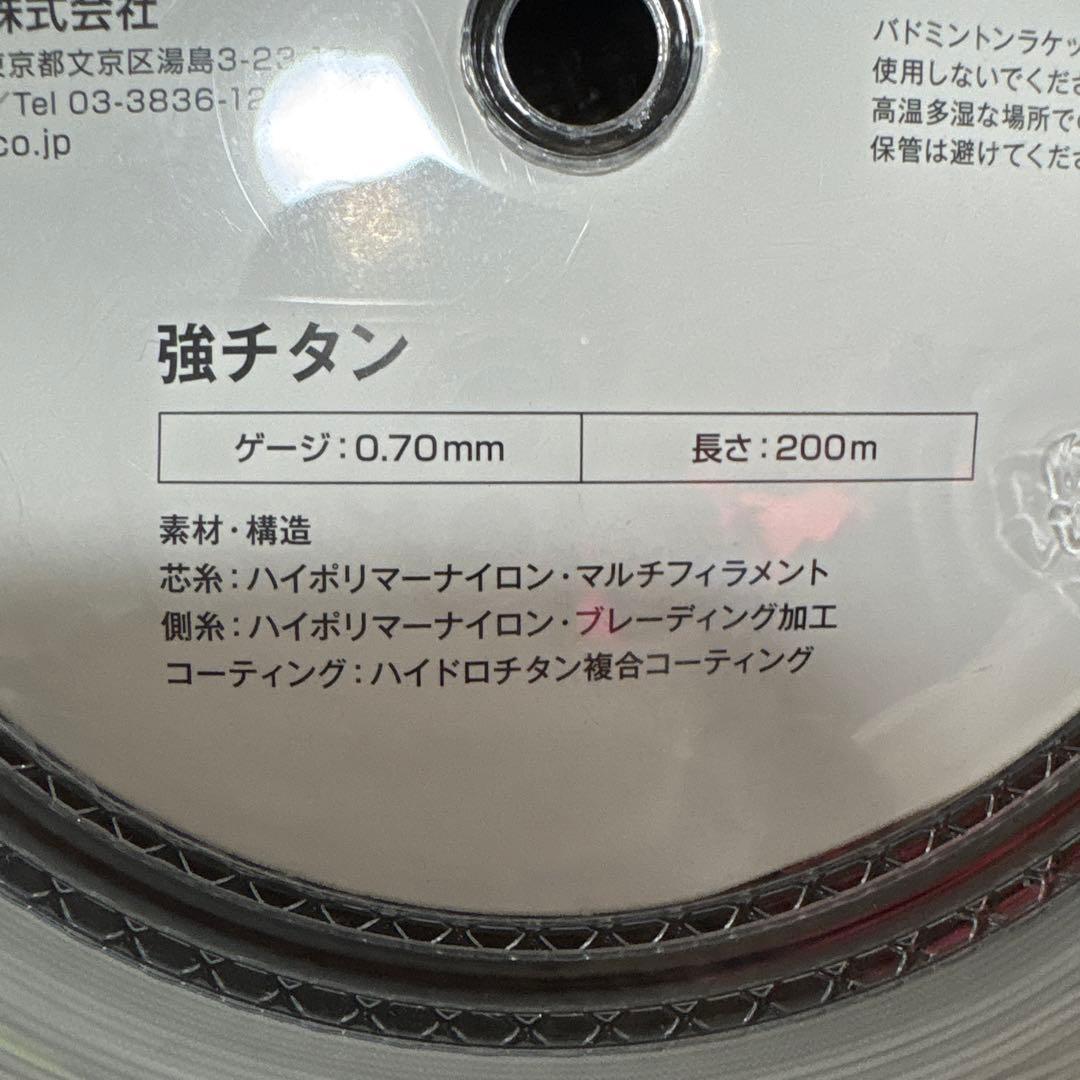 株式会社
東京都文京区湯島3-23-
/Tel 03-3836-12
co.jp
バドミントンラケッ
使用しないでくださ
高温多湿な場所で
保管は避けてくださ
強チタン
ゲージ:0.70mm
長さ:200m
素材・構造
芯糸:ハイポリマーナイロン・マルチフィラメント
側糸:ハイポリマーナイロン・ブレーディング加工
コーティング:ハイドロチタン複合コーティング